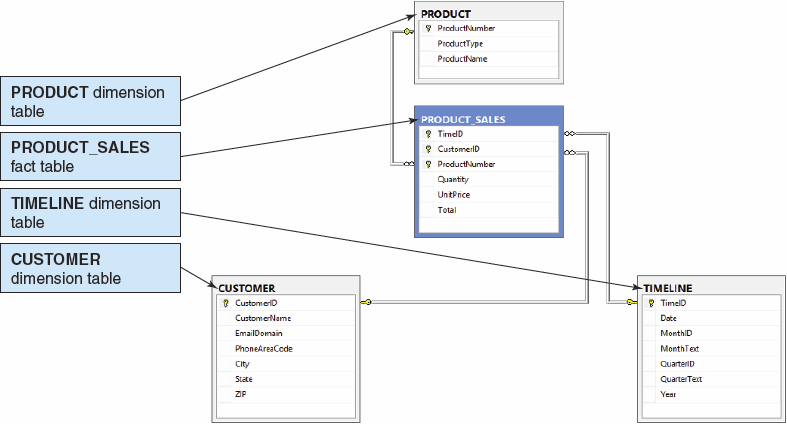 PRODUCT
ProductNumber
ProductType
ProductName
PRODUCT dimension
table
PRODUCT_SALES
fact table
TIMELINE dimension
table
CUSTOMER
dimension table
PRODUCT_SALES
TimeID
CustomerID
ProductNumber
Quantity
UnitPrice
Total
CUSTOMER
CustomerID
CustomerName
EmailDomain
PhoneAreaCode
City
State
ZIP
TIMELINE
TimeID
Date
MonthID
MonthText
QuarterID
QuarterText
Year